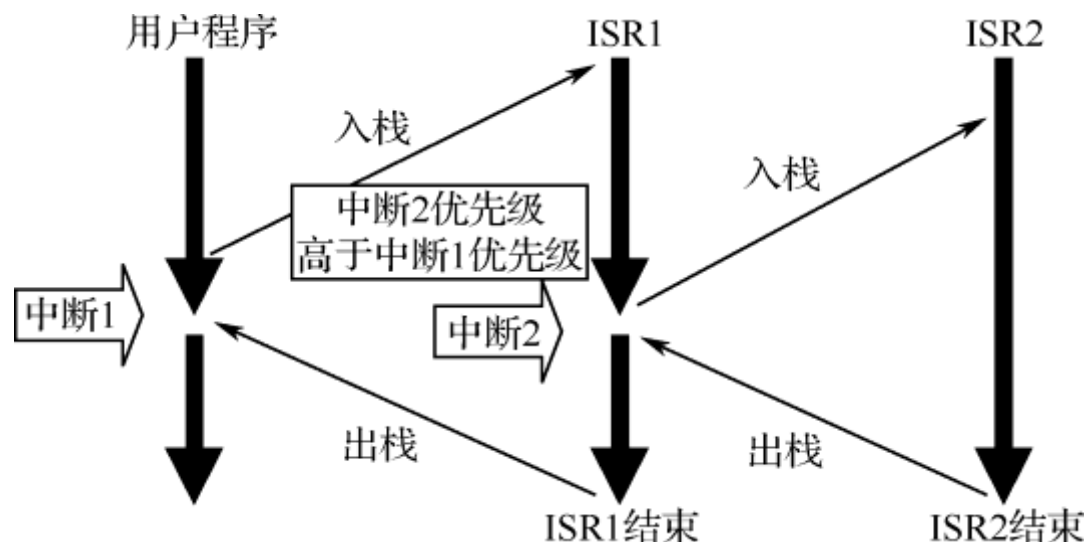 用户程序
ISR1
ISR2
入栈
入栈
中断2优先级
高于中断1优先级
中断1
中断2
出栈
出栈
ISR1结束
ISR2结束